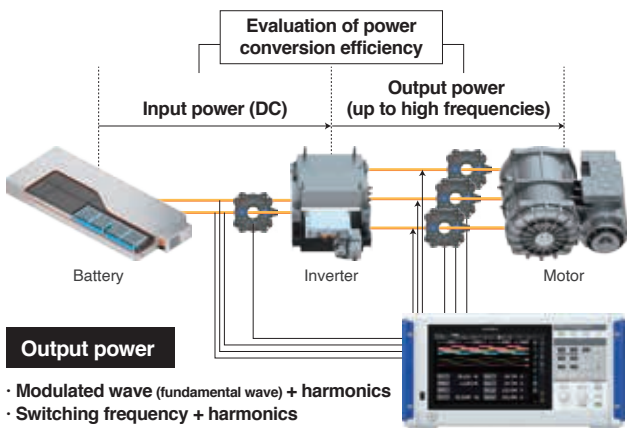 Evaluation of power
conversion efficiency
Output power
Input power (DC)
(up to high frequencies)
Battery
Inverter
Motor
Output power
· Modulated wave (fundamental wave) + harmonics
· Switching frequency + harmonics